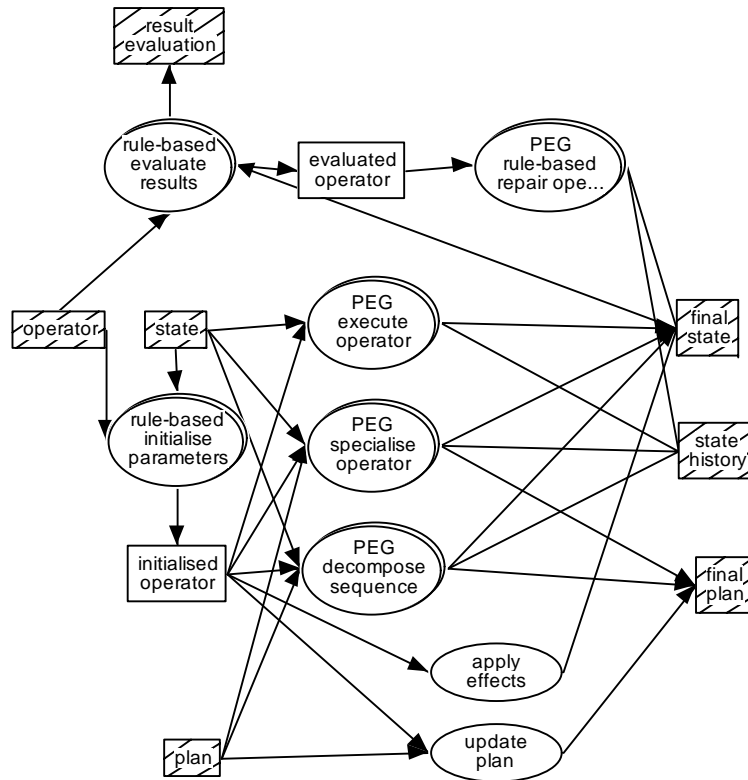 result
evaluation
rule-based
evaluate
results
evaluated
operator
PEG
rule-based
repair ope...
operator
state
PEG
execute
operator
final
state
rule-based
initialise
parameters
PEG
specialise
operator
state
history
initialised
operator
PEG
decompose
sequence
final
plan
apply
effects
plan
update
plan